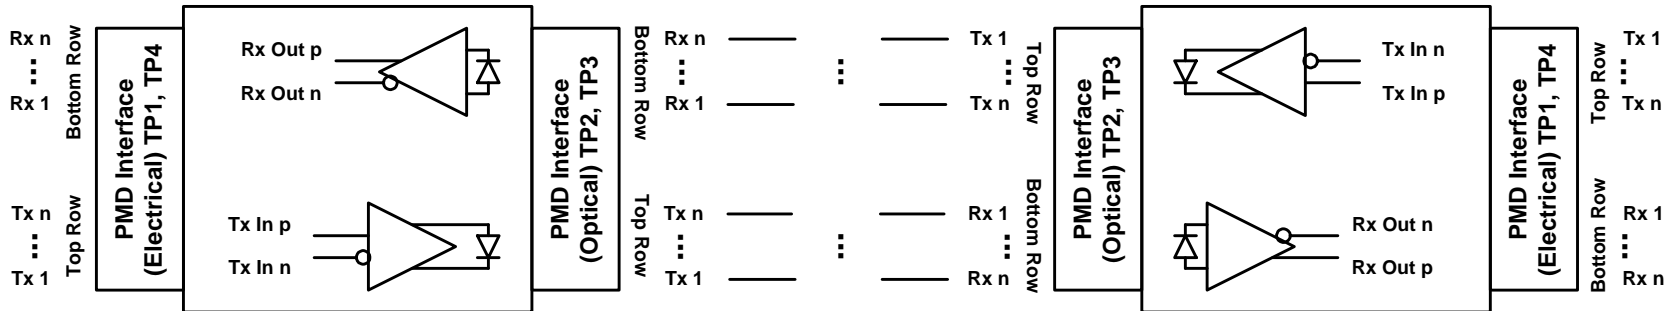 Rx n
⋮
Rx 1
Bottom Row
Tx n
⋮
Tx 1
Top Row
PMD Interface
(Electrical) TP1, TP4
Rx Out p
Rx Out n
Tx In p
Tx In n
PMD Interface
(Optical) TP2, TP3
Bottom Row
Top Row
Rx n
⋮
Rx 1
Tx n
⋮
Tx 1
⋮
⋮
Tx 1
⋮
Tx n
Rx 1
⋮
Rx n
Top Row
Bottom Row
PMD Interface
(Optical) TP2, TP3
Tx In n
Tx In p
Rx Out n
Rx Out p
PMD Interface
(Electrical) TP1, TP4
Top Row
Bottom Row
Tx 1
⋮
Tx n
Rx 1
⋮
Rx n